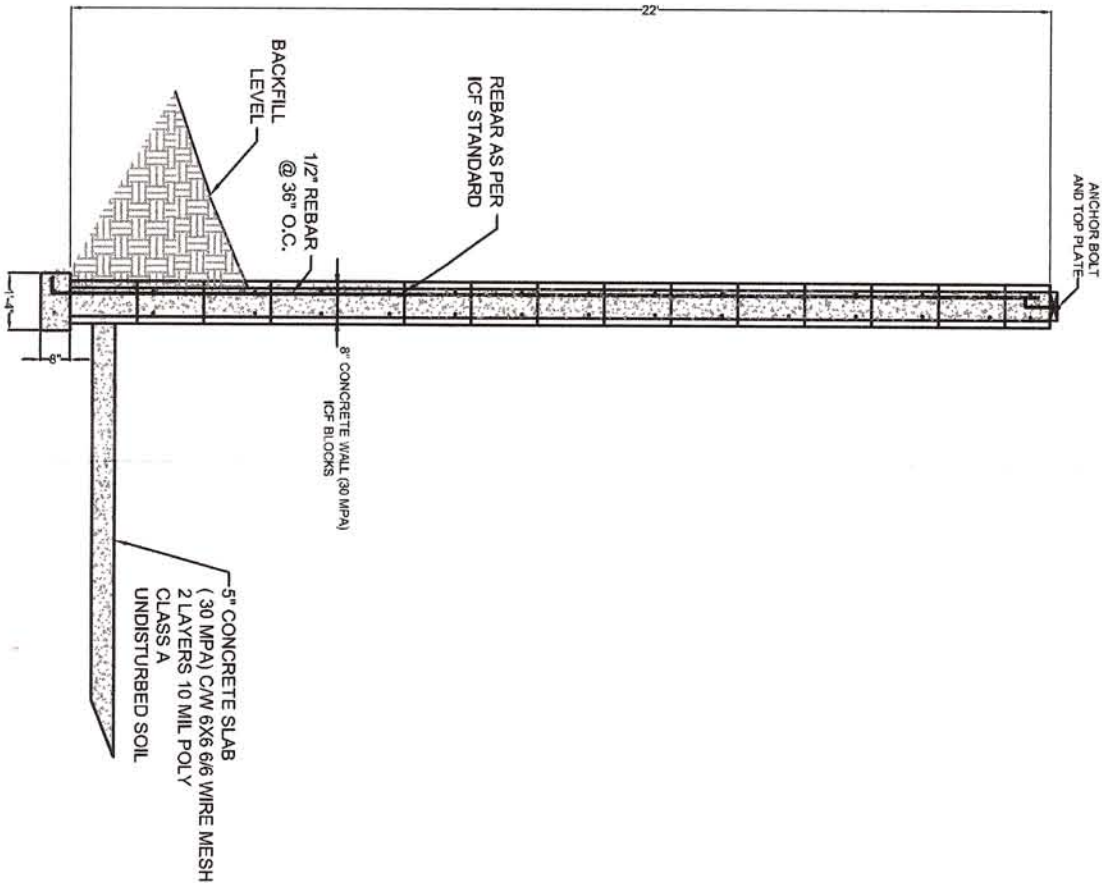 22'
ANCHOR BOLT
AND TOP PLATE
REBAR AS PER
ICF STANDARD
BACKFILL
LEVEL
1/2" REBAR
@ 36" O.C.
8" CONCRETE WALL (30 MPA)
ICF BLOCKS
1'-4"
8"
5" CONCRETE SLAB
( 30 MPA) C/W 6X6 6/6 WIRE MESH
2 LAYERS 10 MIL POLY
CLASS A
UNDISTURBED SOIL